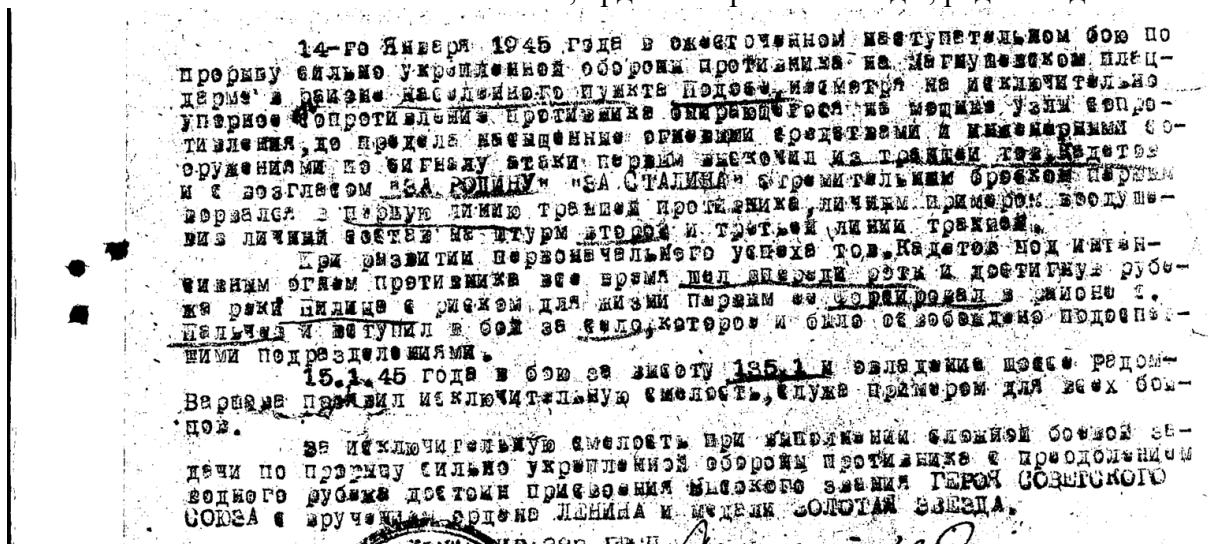 14-го Января 1945 года в ожесточенном наступательном бою по
прорыву сильно укрепленной обороны противника на Магнушевском плац-
дарме в районе населенного пункта Подосе, несмотря на исключительно
упорное сопротивление противника опирающегося на мощные узлы сопро-
тивления, до предела насыщенные огневыми средствами и инженерными со-
оружениями по сигналу атаки первым выскочил из траншеи тов.Кадетов
и с возгласом "ЗА РОДИНУ" "ЗА СТАЛИНА" стремительным броском первым
ворвался в первую линию траншей противника, личным примером воодуше-
вив личный состав на штурм второй и третьей линии траншей.
При развитии первоначального успеха тов.Кадетов под интен-
сивным огнем противника все время шел впереди роты и достигнув рубе-
жа реки Пилица с риском для жизни первым ее форсировал в районе с.
и вступил в бой за село, которое и было освобождено подоспев-
шими подразделениями.
15.1.45 года в бою за высоту 135.1 и овладение шоссе Радом-
Варшава проявил исключительную смелость, служа примером для всех бой-
цов.
За исключительную смелость при выполнении сложной боевой за-
дачи по прорыву сильно укрепленной обороны противника с преодолением
водного рубежа достоин присвоения высокого звания ГЕРОЯ СОВЕТСКОГО
СОЮЗА с вручением ордена ЛЕНИНА и медали ЗОЛОТАЯ ЗВЕЗДА.